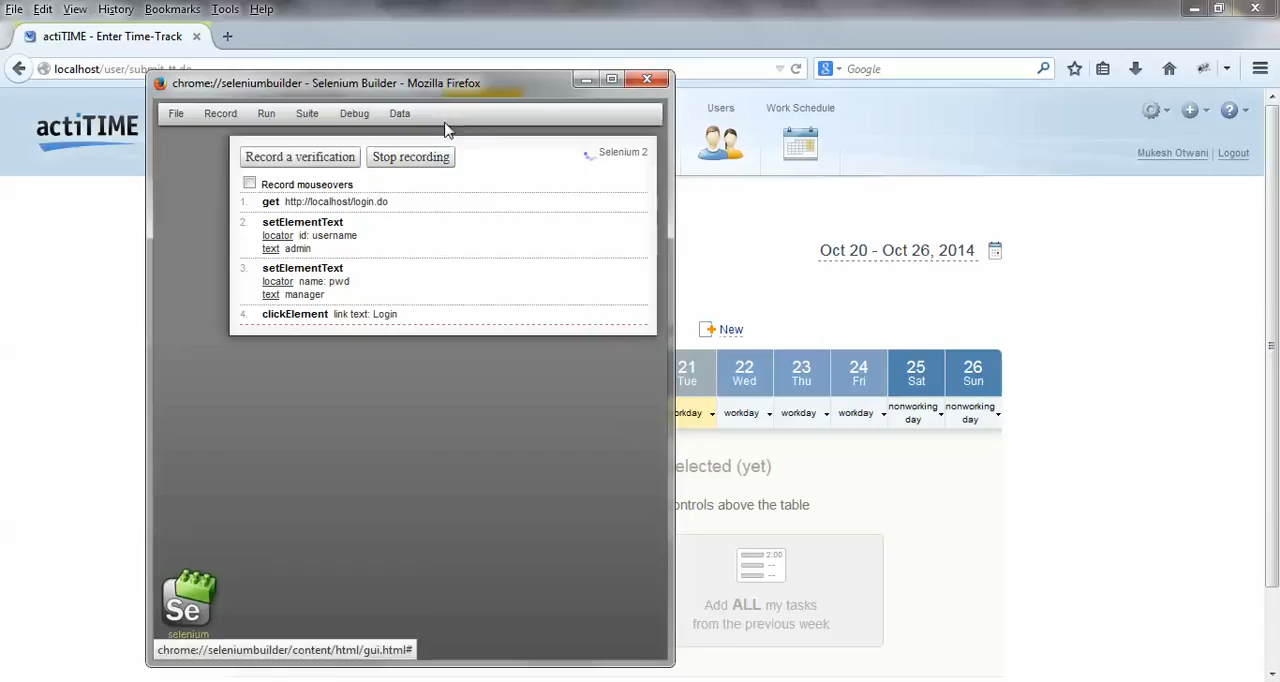 File Edit View History Bookmarks Tools Help
actiTIME - Enter Time-Track
localhost/user/submit_tt.do
Google
chrome://seleniumbuilder - Selenium Builder - Mozilla Firefox
File Record Run Suite Debug Data
Record a verification Stop recording
Selenium 2
Record mouseovers
1. get http://localhost/login.do
2. setElementText
locator id: username
text admin
3. setElementText
locator name: pwd
text manager
4. clickElement link text: Login
Se
selenium
chrome://seleniumbuilder/content/html/gui.html#
actiTIME
Users Work Schedule
Mukesh Otwani | Logout
Oct 20 - Oct 26, 2014
New
21 22 23 24 25 26
Tue Wed Thu Fri Sat Sun
orkday workday workday workday nonworking day nonworking day
elected (yet)
ontrols above the table
2:00
Add ALL my tasks
from the previous week